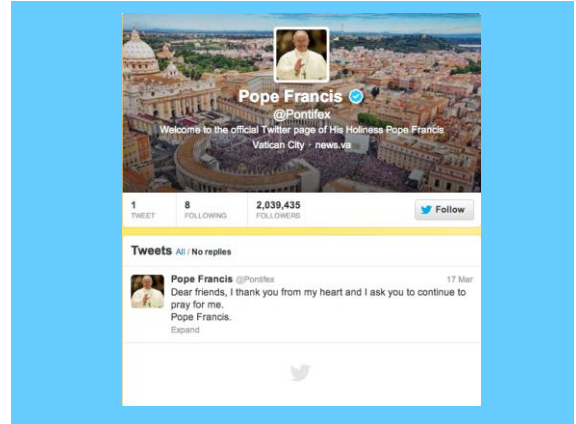 Pope Francis
@Pontifex
Welcome to the official Twitter page of His Holiness Pope Francis
Vatican City · news.va
1
TWEET
8
FOLLOWING
2,039,435
FOLLOWERS
Follow
Tweets All / No replies
Pope Francis @Pontifex 17 Mar
Dear friends, I thank you from my heart and I ask you to continue to
pray for me.
Pope Francis.
Expand